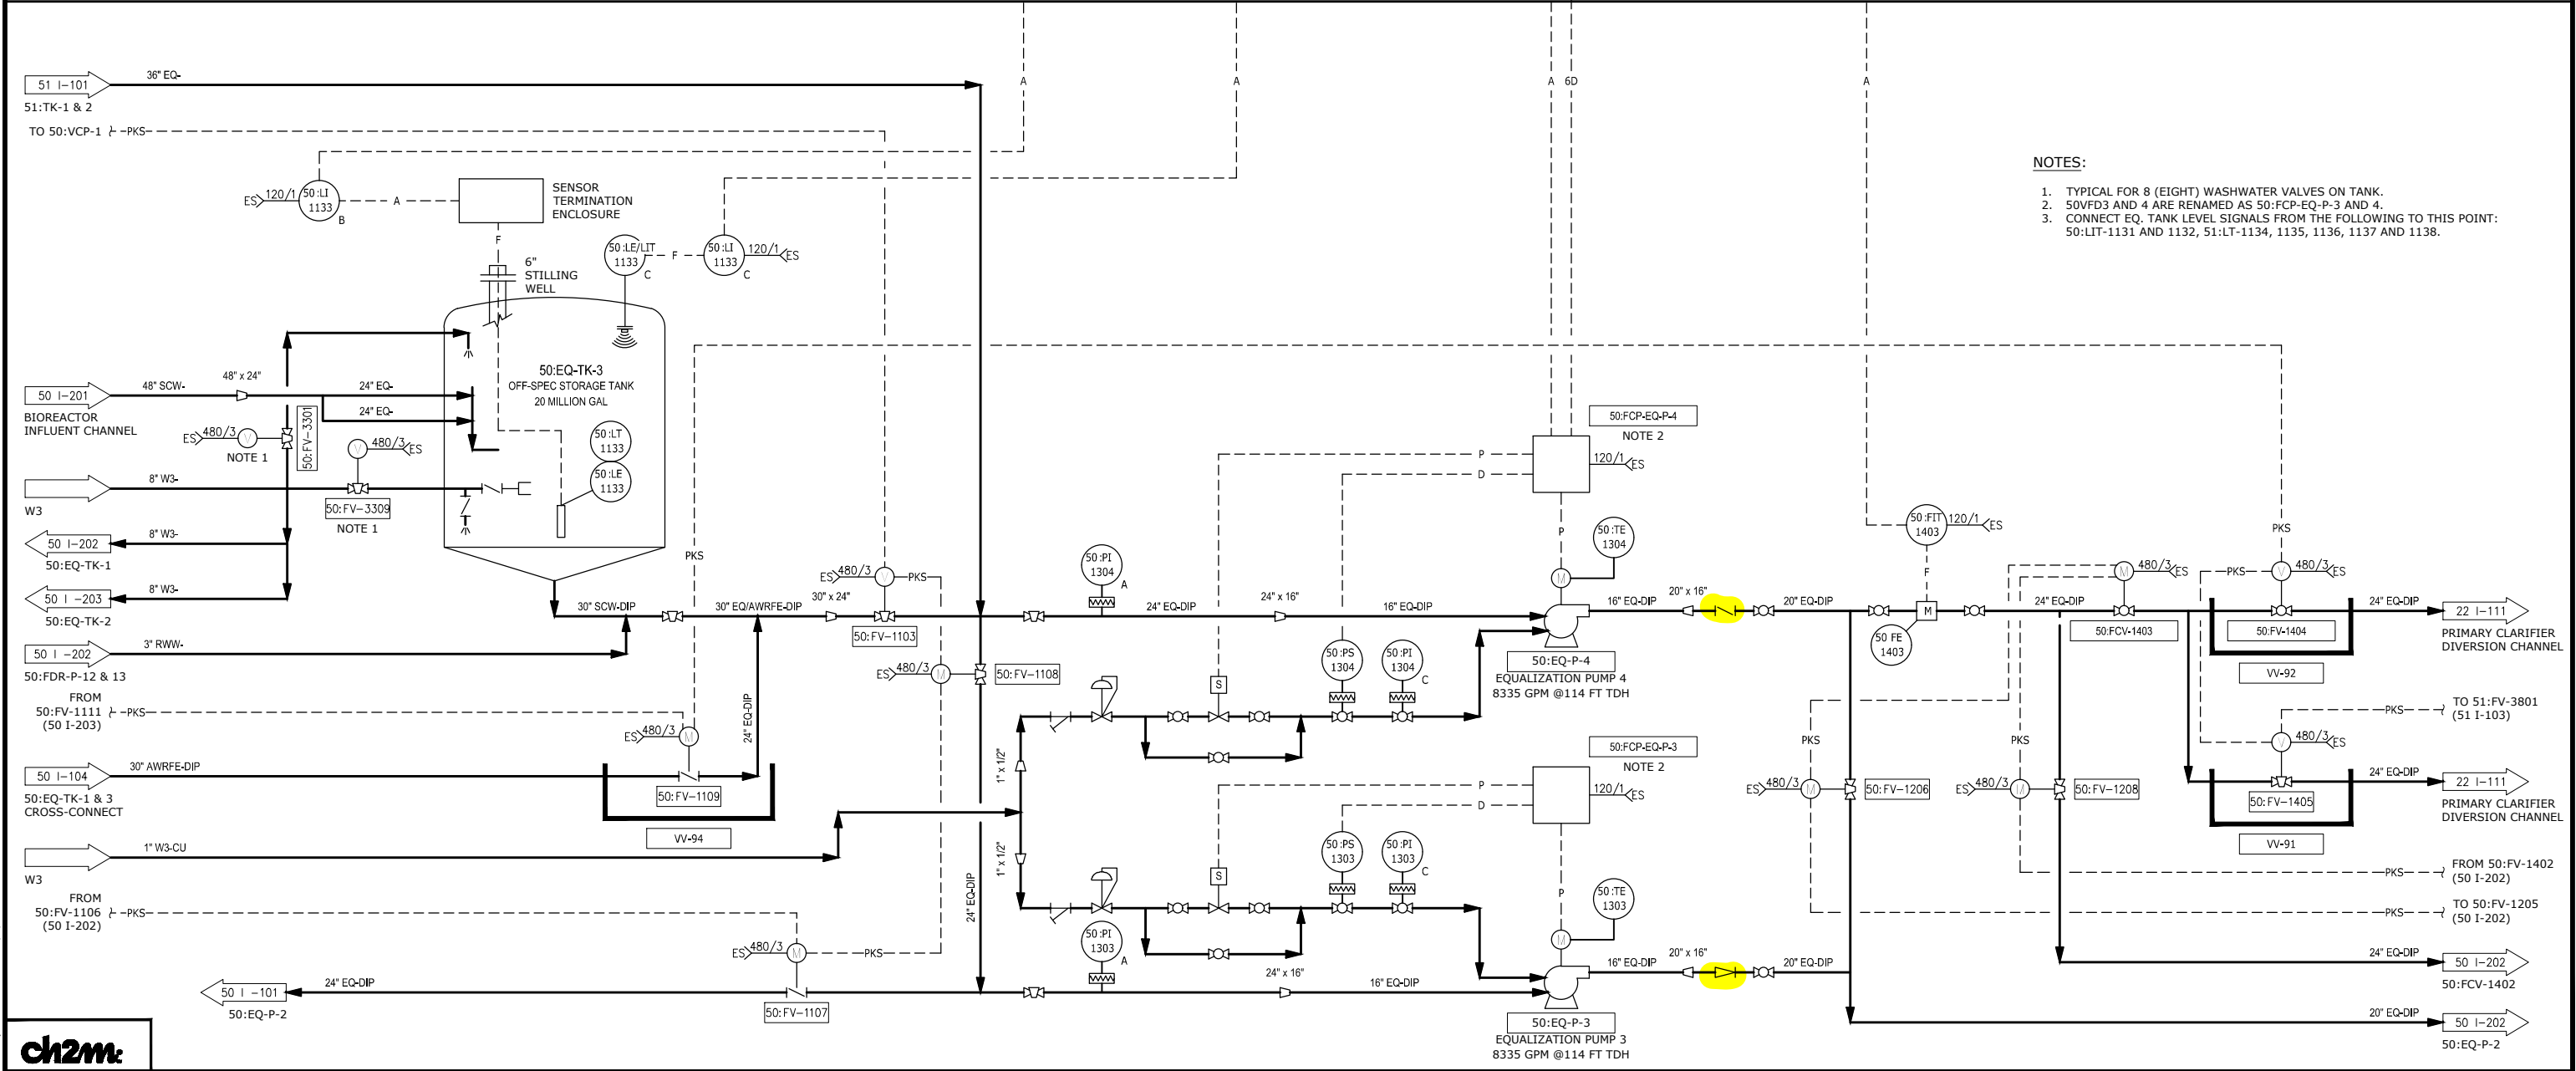 51 I-101
36" EQ-
51:TK-1 & 2
TO 50:VCP-1
PKS
A
A
A
6D
A
NOTES:
1. TYPICAL FOR 8 (EIGHT) WASHWATER VALVES ON TANK.
2. 50VFD3 AND 4 ARE RENAMED AS 50:FCP-EQ-P-3 AND 4.
3. CONNECT EQ. TANK LEVEL SIGNALS FROM THE FOLLOWING TO THIS POINT:
50:LIT-1131 AND 1132, 51:LT-1134, 1135, 1136, 1137 AND 1138.
ES
120/1
50:LI
1133
B
A
SENSOR
TERMINATION
ENCLOSURE
F
6"
STILLING
WELL
50:LE/LIT
1133
C
F
50:LI
1133
C
120/1
ES
50:EQ-TK-3
OFF-SPEC STORAGE TANK
20 MILLION GAL
50:LT
1133
50:LE
1133
50 I-201
48" SCW-
48" x 24"
24" EQ-
24" EQ-
BIOREACTOR
INFLUENT CHANNEL
ES
480/3
V
NOTE 1
50:FV-3301
V
480/3
ES
8" W3-
W3
50:FV-3309
NOTE 1
50 I-202
8" W3-
50:EQ-TK-1
50 I -203
8" W3-
50:EQ-TK-2
50 I -202
3" RWW-
50:FDR-P-12 & 13
FROM
50:FV-1111
(50 I-203)
PKS
ES
480/3
M
PKS
50 I-104
30" AWRFE-DIP
50:EQ-TK-1 & 3
CROSS-CONNECT
50:FV-1109
VV-94
24" EQ-DIP
1" W3-CU
W3
FROM
50:FV-1106
(50 I-202)
PKS
ES
480/3
M
PKS
50 I -101
24" EQ-DIP
50:EQ-P-2
50:FV-1107
30" SCW-DIP
30" EQ/AWRFE-DIP
30" x 24"
ES
480/3
V
PKS
50:FV-1103
ES
480/3
M
50:FV-1108
24" EQ-DIP
50:PI
1304
A
24" EQ-DIP
24" x 16"
16" EQ-DIP
1" x 1/2"
1" x 1/2"
S
50:PS
1304
50:PI
1304
C
P
D
50:FCP-EQ-P-4
NOTE 2
120/1
ES
P
M
50:TE
1304
50:EQ-P-4
EQUALIZATION PUMP 4
8335 GPM @114 FT TDH
16" EQ-DIP
20" x 16"
20" EQ-DIP
50:FCP-EQ-P-3
NOTE 2
120/1
ES
P
D
S
50:PS
1303
50:PI
1303
C
50:PI
1303
A
24" x 16"
16" EQ-DIP
P
M
50:TE
1303
50:EQ-P-3
EQUALIZATION PUMP 3
8335 GPM @114 FT TDH
16" EQ-DIP
20" x 16"
20" EQ-DIP
50:FIT
1403
120/1
ES
F
M
50 FE
1403
24" EQ-DIP
M
480/3
ES
50:FCV-1403
PKS
V
480/3
ES
PKS
50:FV-1404
VV-92
24" EQ-DIP
22 I-111
PRIMARY CLARIFIER
DIVERSION CHANNEL
PKS
TO 51:FV-3801
(51 I-103)
V
480/3
ES
50:FV-1405
VV-91
24" EQ-DIP
22 I-111
PRIMARY CLARIFIER
DIVERSION CHANNEL
PKS
ES
480/3
M
50:FV-1206
PKS
ES
480/3
M
50:FV-1208
PKS
FROM 50:FV-1402
(50 I-202)
PKS
TO 50:FV-1205
(50 I-202)
24" EQ-DIP
50 I-202
50:FCV-1402
20" EQ-DIP
50 I-202
50:EQ-P-2
ch2m: